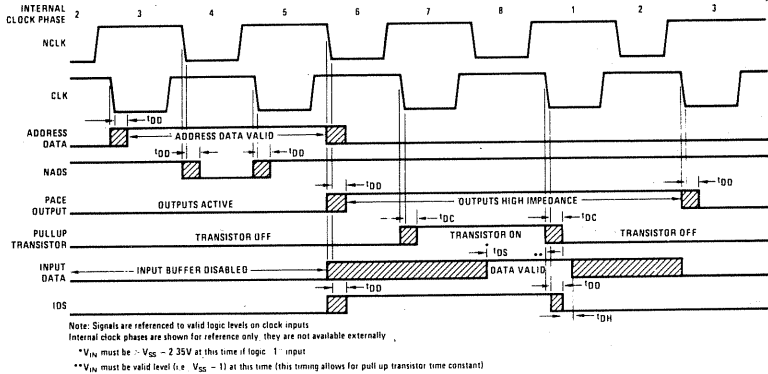 INTERNAL
CLOCK PHASE 2 3 4 5 6 7 8 1 2 3
NCLK
CLK
tDD
ADDRESS
DATA
ADDRESS DATA VALID
tDD tDD
NADS
tDD
PACE
OUTPUT
OUTPUTS ACTIVE
tDD
OUTPUTS HIGH IMPEDANCE
tDC tDC
PULLUP
TRANSISTOR
TRANSISTOR OFF TRANSISTOR ON TRANSISTOR OFF
* tDS **
INPUT
DATA
INPUT BUFFER DISABLED DATA VALID
tDD tDD
IDS
tDH
Note: Signals are referenced to valid logic levels on clock inputs
Internal clock phases are shown for reference only they are not available externally
*VIN must be :- VSS - 2.35V at this time if logic 1 input
**VIN must be valid level (i e VSS - 1) at this time (this timing allows for pull up transistor time constant)